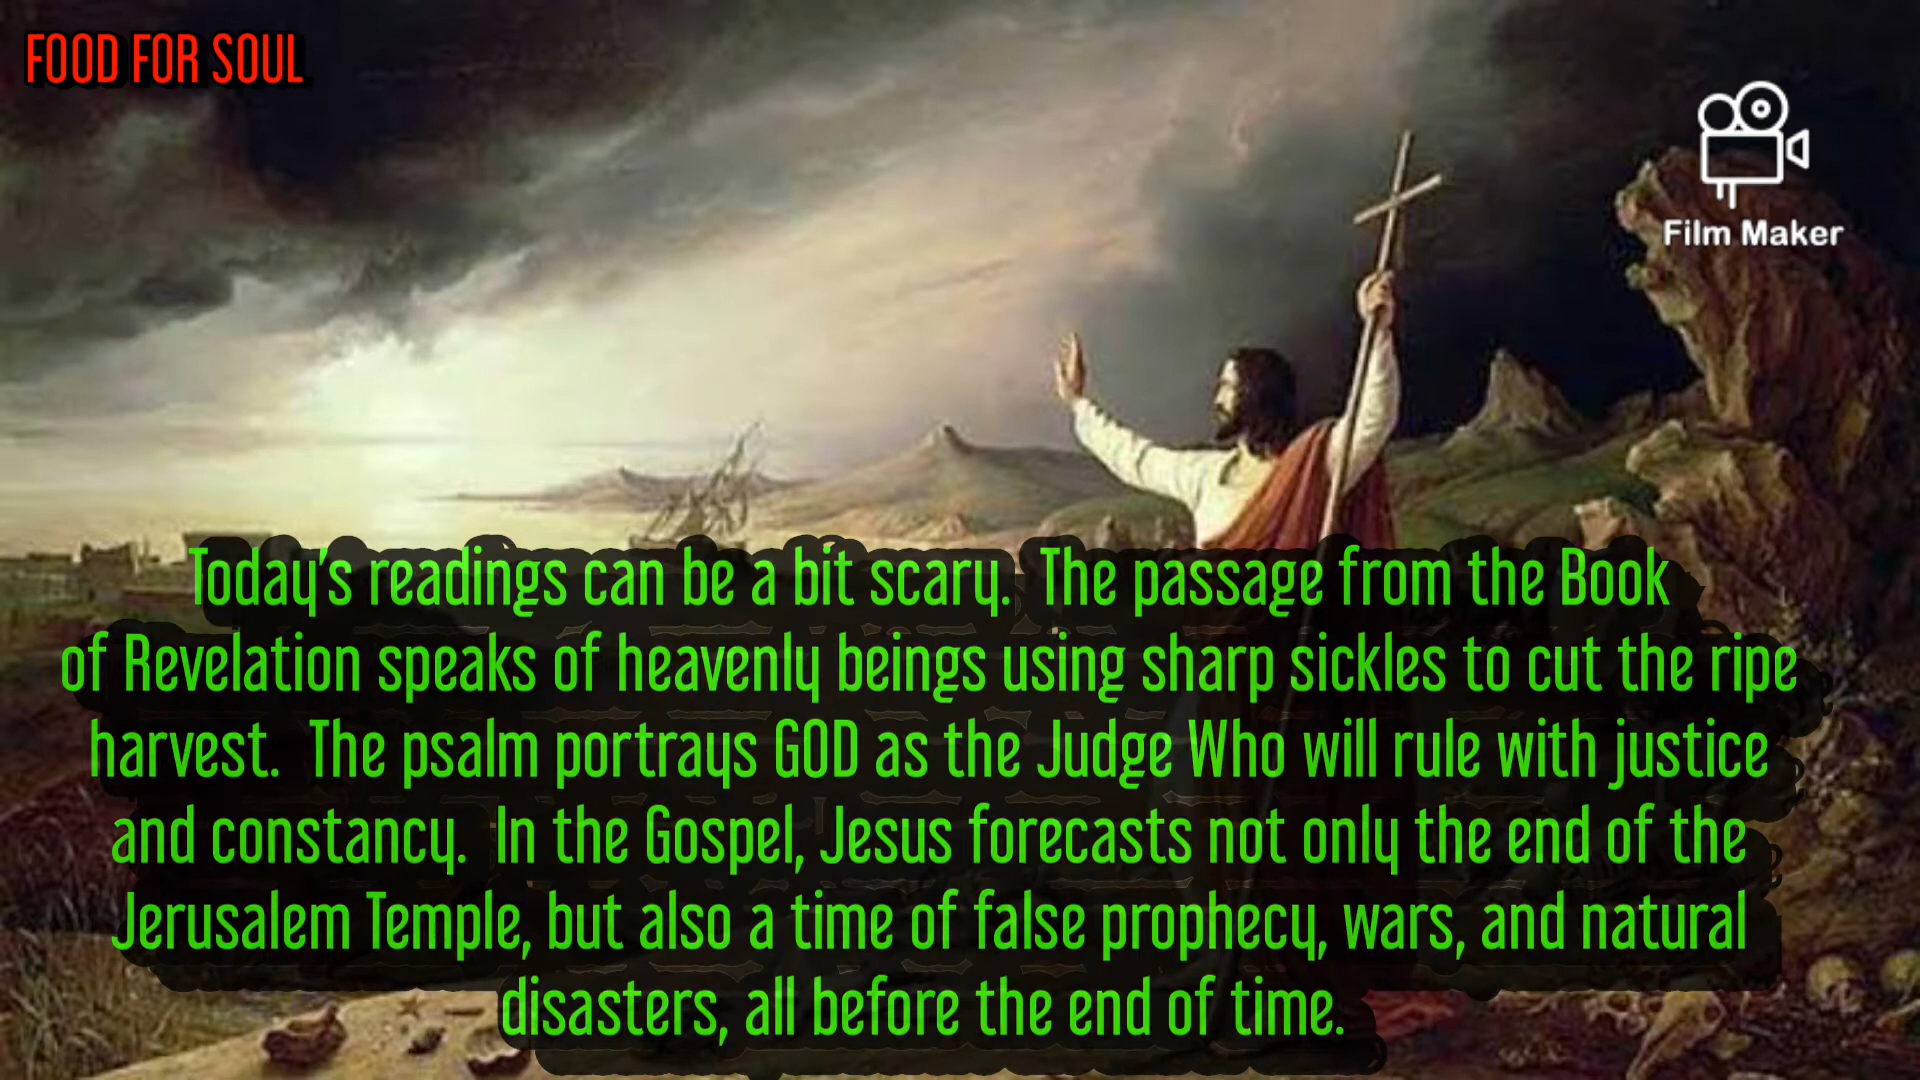 FOOD FOR SOUL
Film Maker
Today's readings can be a bit scary. The passage from the Book
of Revelation speaks of heavenly beings using sharp sickles to cut the ripe
harvest. The psalm portrays GOD as the Judge Who will rule with justice
and constancy. In the Gospel, Jesus forecasts not only the end of the
Jerusalem Temple, but also a time of false prophecy, wars, and natural
disasters, all before the end of time.